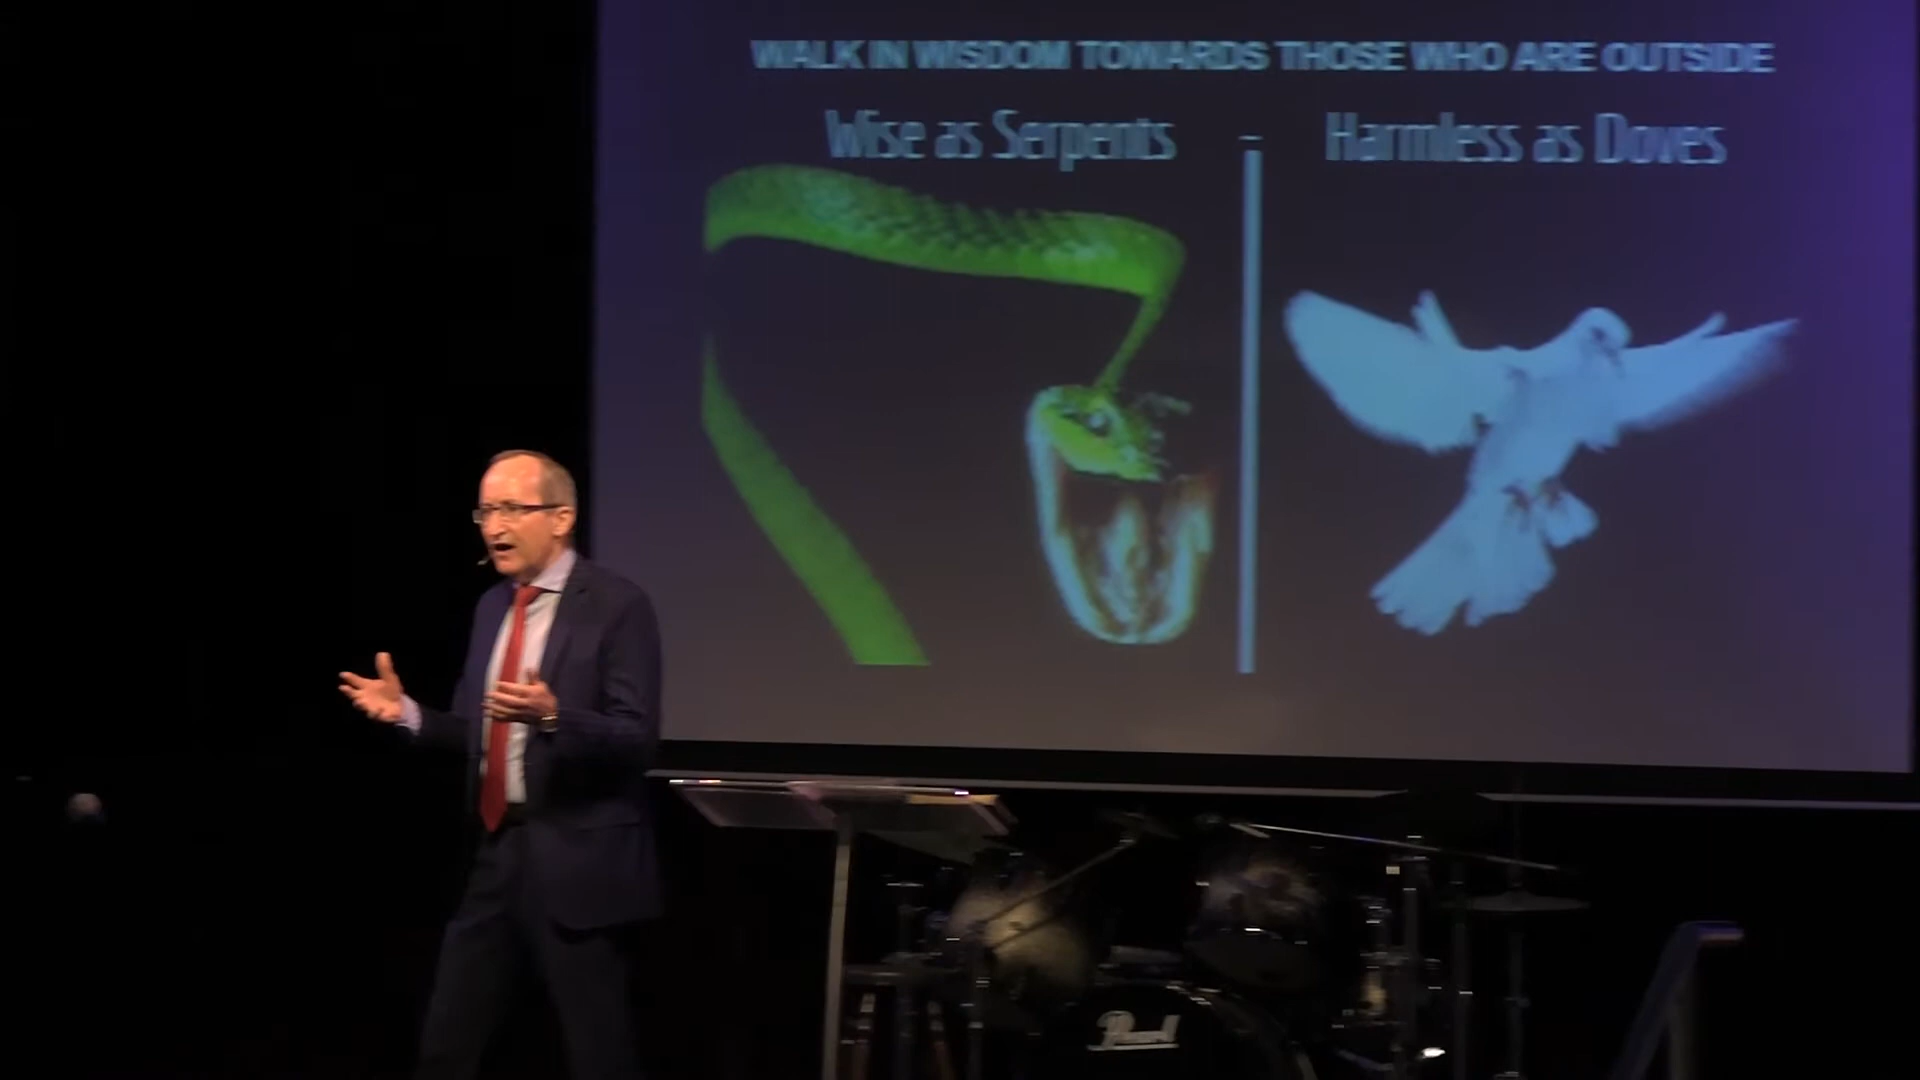 WALK IN WISDOM TOWARDS THOSE WHO ARE OUTSIDE
Wise as Serpents - Harmless as Doves
Pearl